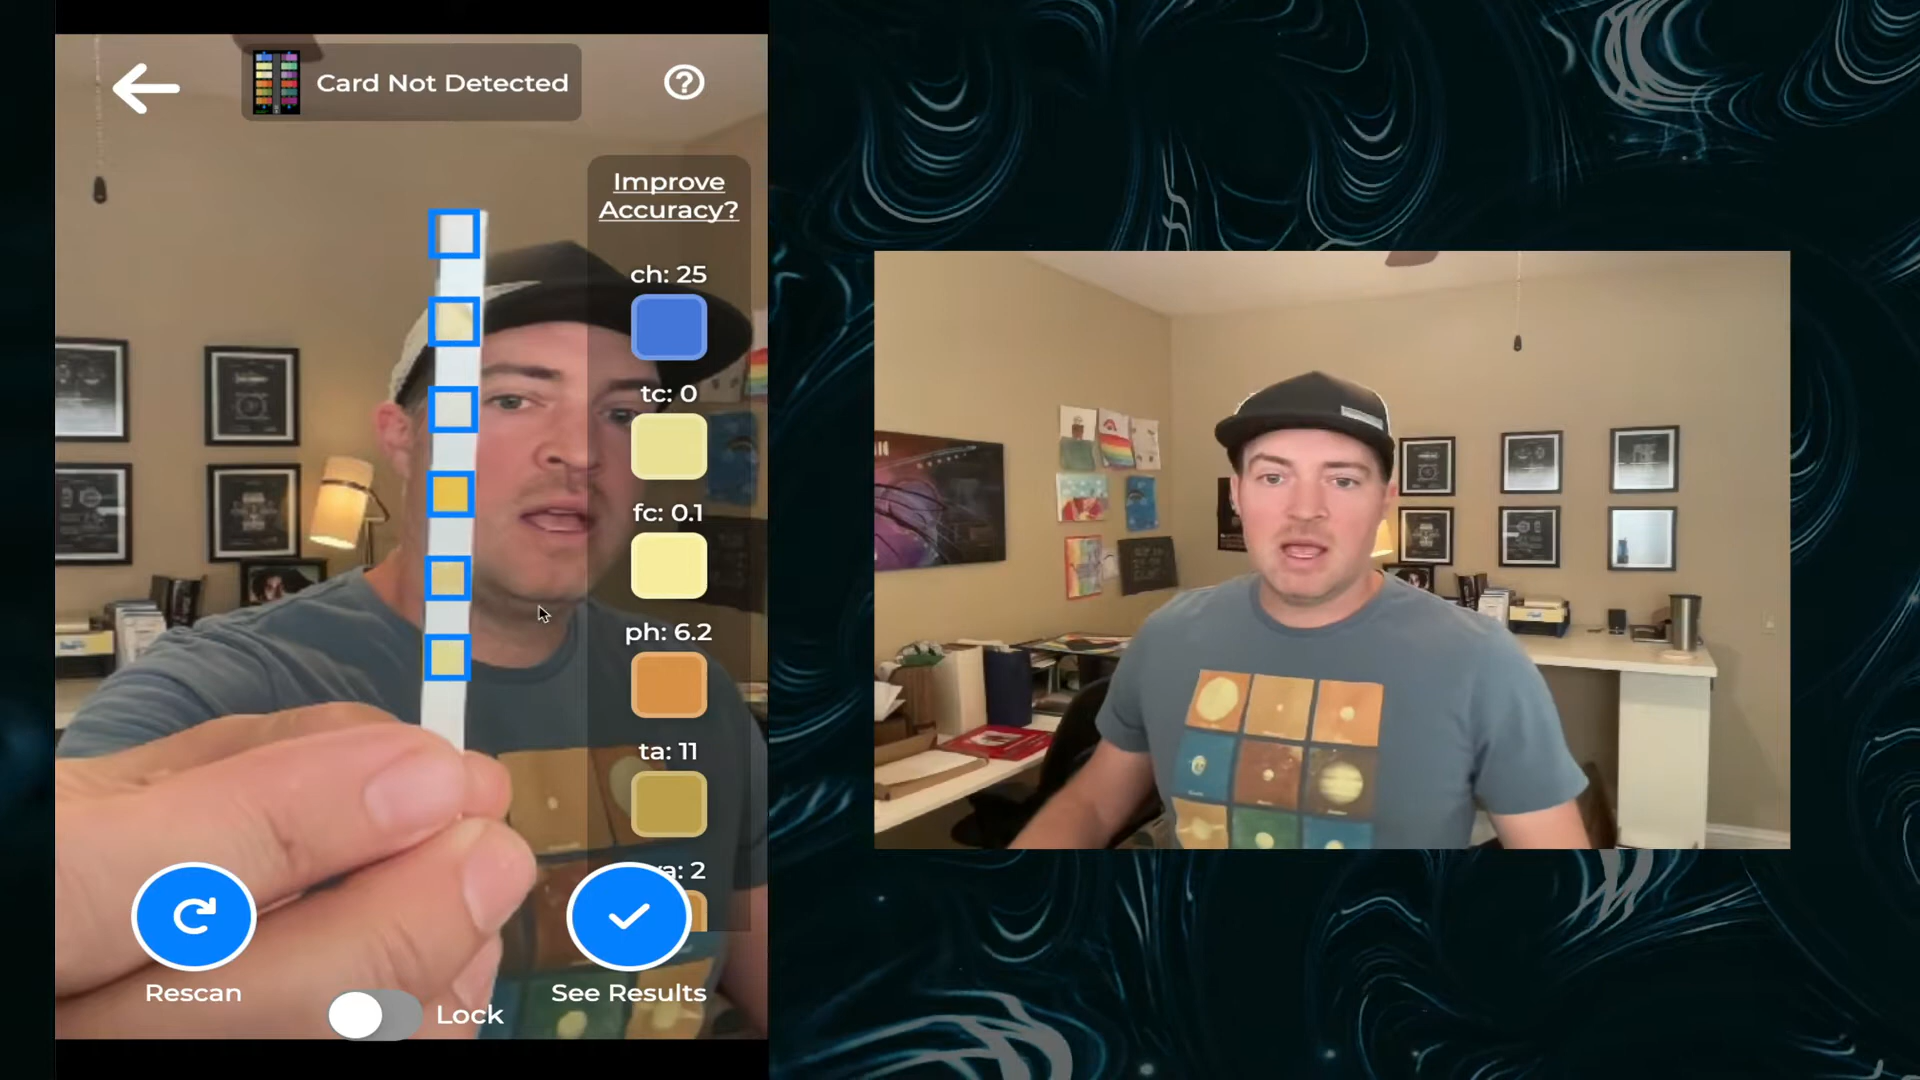 Card Not Detected
Improve
Accuracy?
ch: 25
tc: 0
fc: 0.1
ph: 6.2
ta: 11
a: 2
Rescan
See Results
Lock